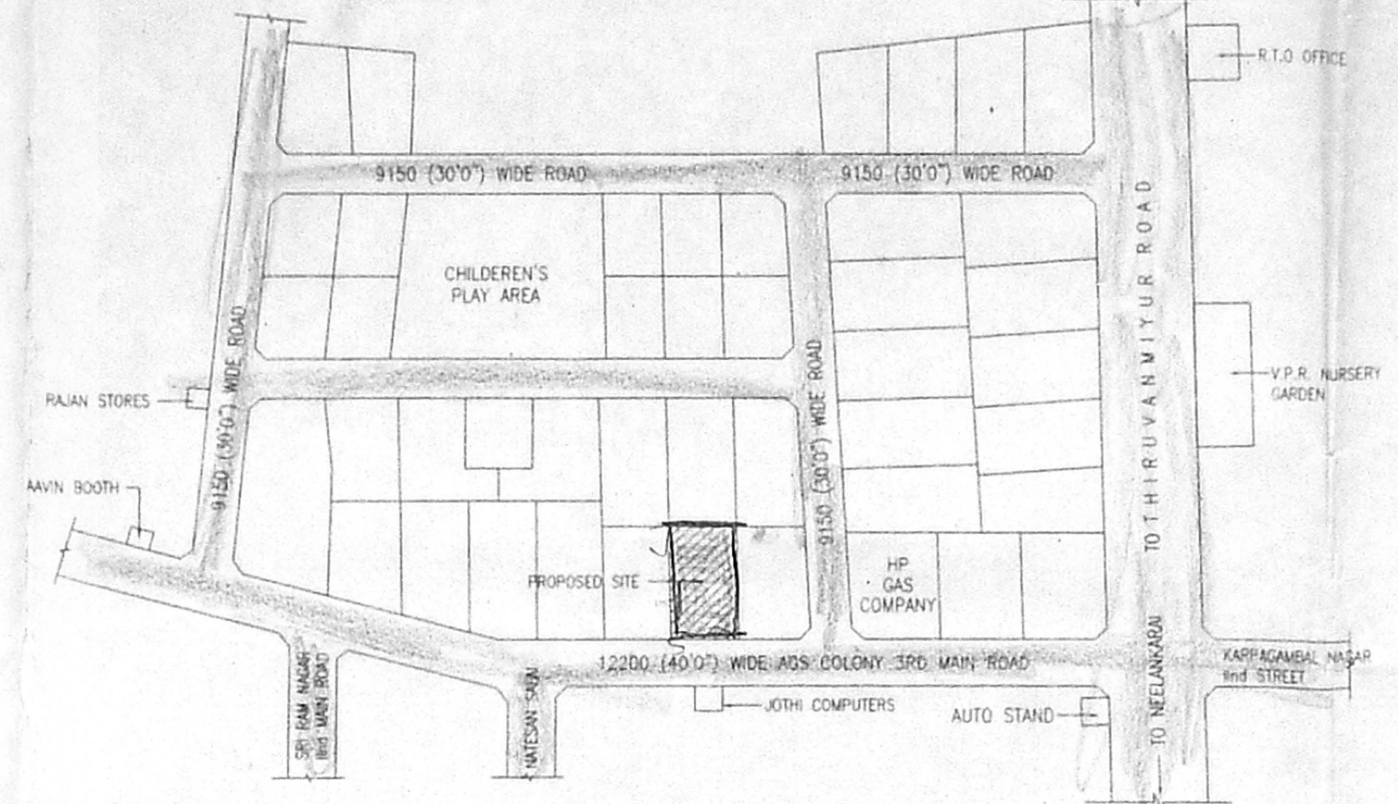 R.T.O OFFICE
9150 (30'0") WIDE ROAD
9150 (30'0") WIDE ROAD
CHILDEREN'S
PLAY AREA
TO THIRUVANMIYUR ROAD
9150 (30'0") WIDE ROAD
9150 (30'0") WIDE ROAD
RAJAN STORES
V.P.R. NURSERY
GARDEN
AAVIN BOOTH
PROPOSED SITE
HP
GAS
COMPANY
12200 (40'0") WIDE AGS COLONY 3RD MAIN ROAD
KARPAGAMBAL NAGAR
IInd STREET
SRI RAM NAGAR
IIIrd MAIN ROAD
NATESAN SALAI
JOTHI COMPUTERS
AUTO STAND
TO NEELANKARAI